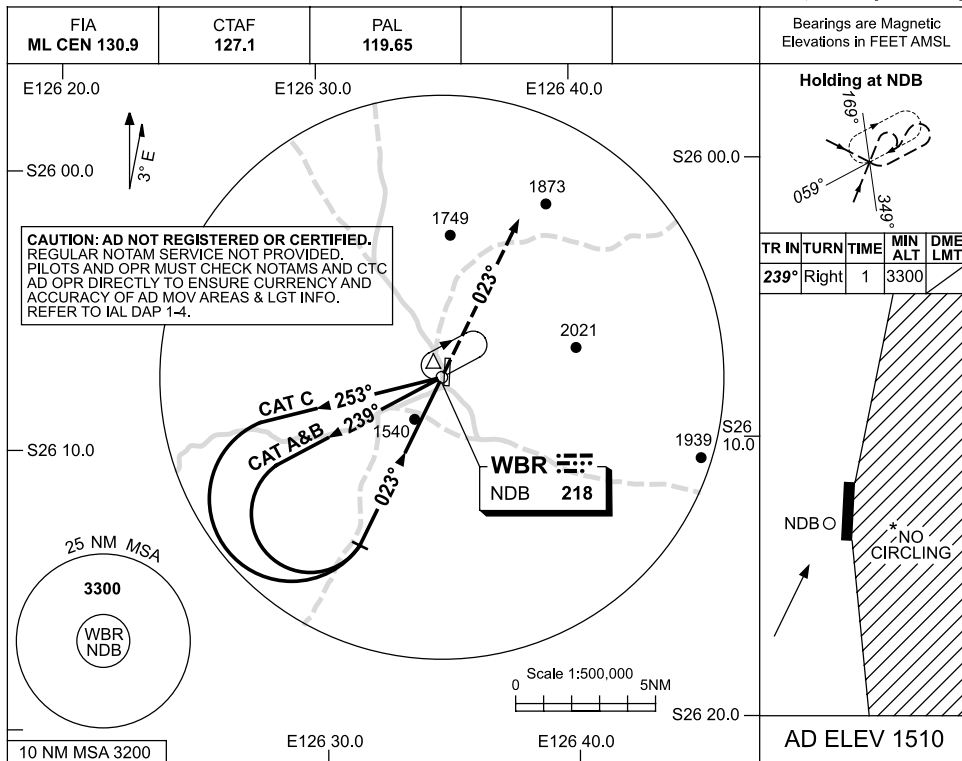 FIA
ML CEN 130.9
CTAF
127.1
PAL
119.65
Bearings are Magnetic
Elevations in FEET AMSL
E126 20.0
E126 30.0
E126 40.0
Holding at NDB
169°
059°
349°
3° E
S26 00.0
S26 00.0
1873
1749
CAUTION: AD NOT REGISTERED OR CERTIFIED.
REGULAR NOTAM SERVICE NOT PROVIDED.
PILOTS AND OPR MUST CHECK NOTAMS AND CTC
AD OPR DIRECTLY TO ENSURE CURRENCY AND
ACCURACY OF AD MOV AREAS & LGT INFO.
REFER TO IAL DAP 1-4.
TR IN TURN TIME MIN ALT DME LMT
239° Right 1 3300
023°
2021
CAT C 253°
CAT A&B 239°
1540
023°
S26 10.0
S26 10.0
1939
WBR
NDB 218
NDB
*NO
CIRCLING
25 NM MSA
3300
WBR
NDB
Scale 1:500,000
0 5NM
S26 20.0
10 NM MSA 3200
E126 30.0
E126 40.0
AD ELEV 1510